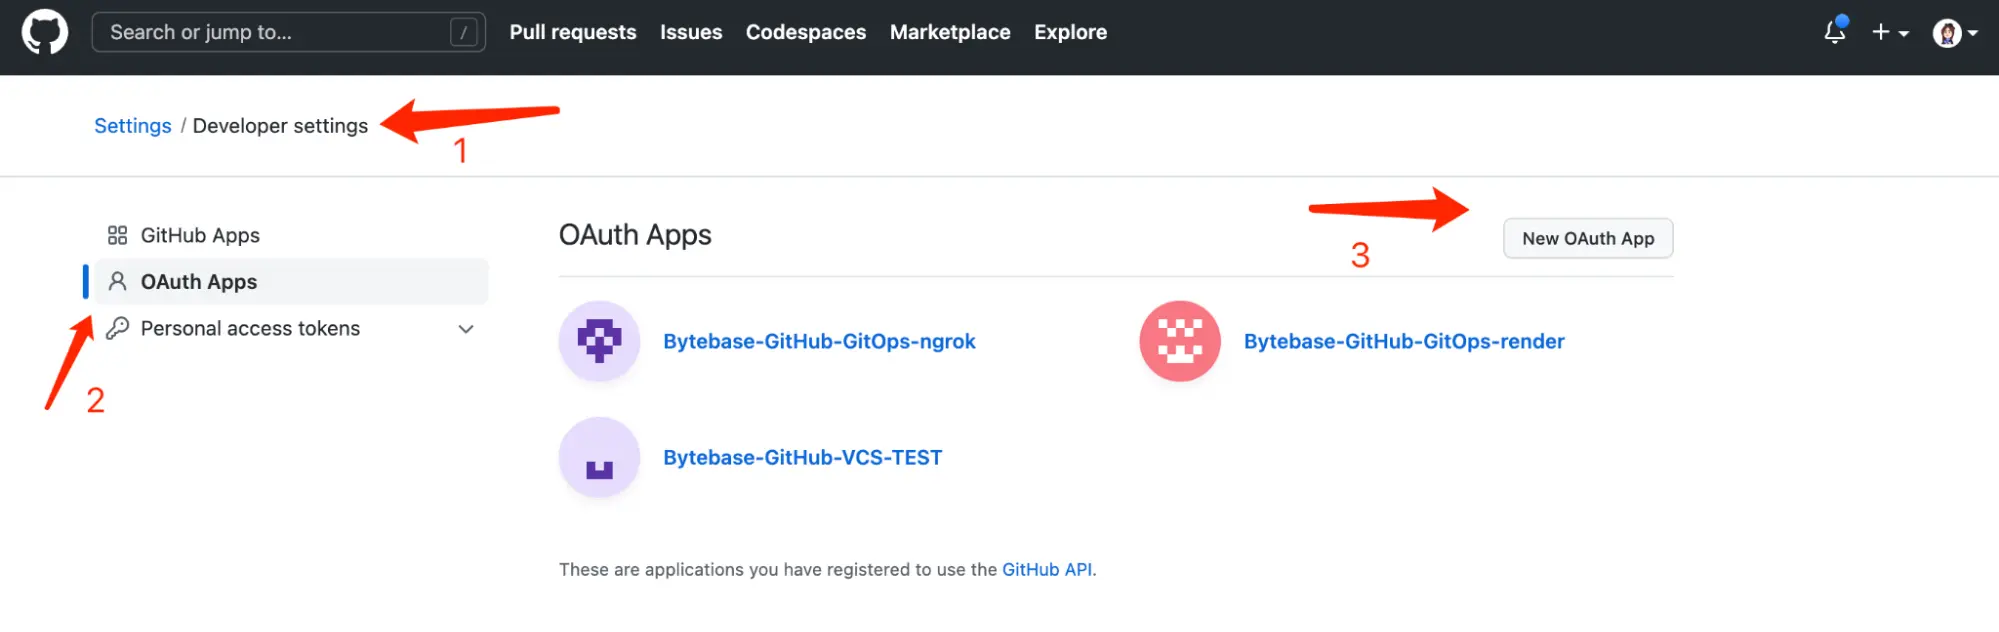 Search or jump to... / Pull requests Issues Codespaces Marketplace Explore
Settings / Developer settings
1
GitHub Apps
OAuth Apps
Personal access tokens
2
OAuth Apps
3
New OAuth App
Bytebase-GitHub-GitOps-ngrok
Bytebase-GitHub-GitOps-render
Bytebase-GitHub-VCS-TEST
These are applications you have registered to use the GitHub API.